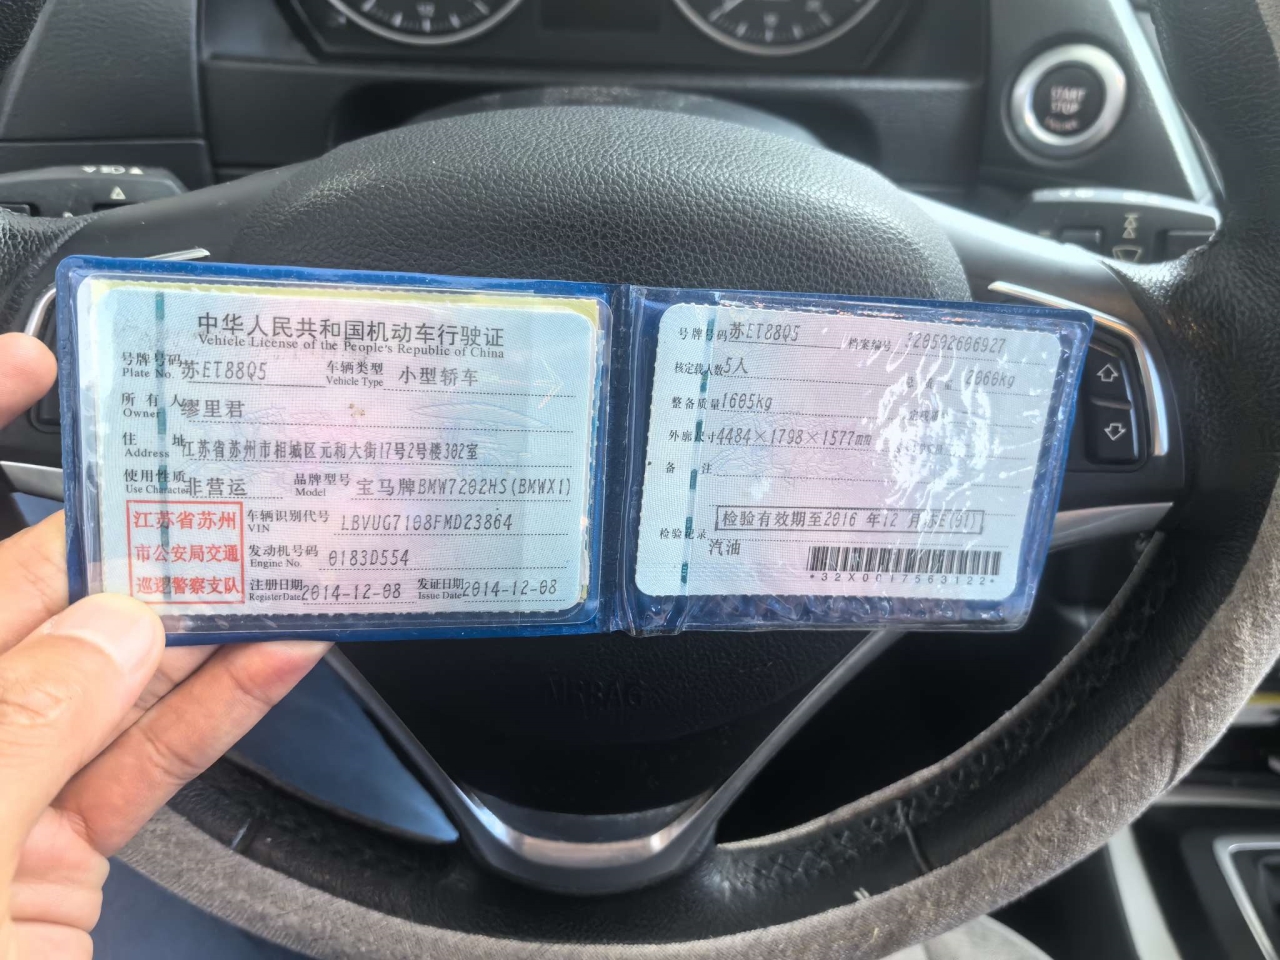 START
STOP
中华人民共和国机动车行驶证
Vehicle License of the People's Republic of China
号牌号码 苏ET88Q5 车辆类型 小型轿车
Plate No. Vehicle Type
所有人 缪里君
Owner
住址 江苏省苏州市相城区元和大街17号2号楼302室
Address
使用性质 非营运 品牌型号 宝马牌BMW7202HS(BMWX1)
Use Character Model
江苏省苏州
市公安局交通
巡逻警察支队
车辆识别代号 LBVUG7108FMD23864
VIN
发动机号码 0183D554
Engine No.
注册日期 2014-12-08 发证日期 2014-12-08
Register Date Issue Date
号牌号码 苏ET88Q5 档案编号 320502606927
核定载人数 5人 总质量 2060kg
整备质量 1605kg
外廓尺寸 4484×1798×1577mm
备注
检验记录
检验有效期至2016 年12 月 苏E(01)
汽油
*32X0017563122*
AIRBAG